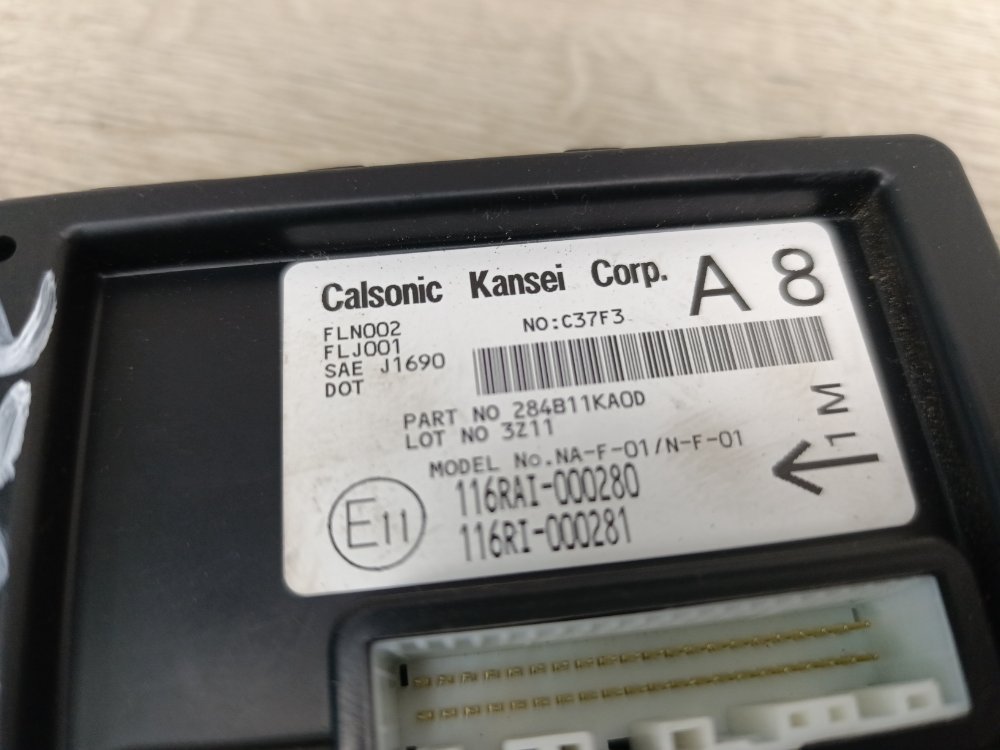 Calsonic Kansei Corp. A 8
FLN002 NO:C37F3
FLJ001
SAE J1690
DOT
PART NO 284B11KA0D
LOT NO 3Z11
MODEL No.NA-F-01/N-F-01
1M
116RAI-000280
116RI-000281
E11